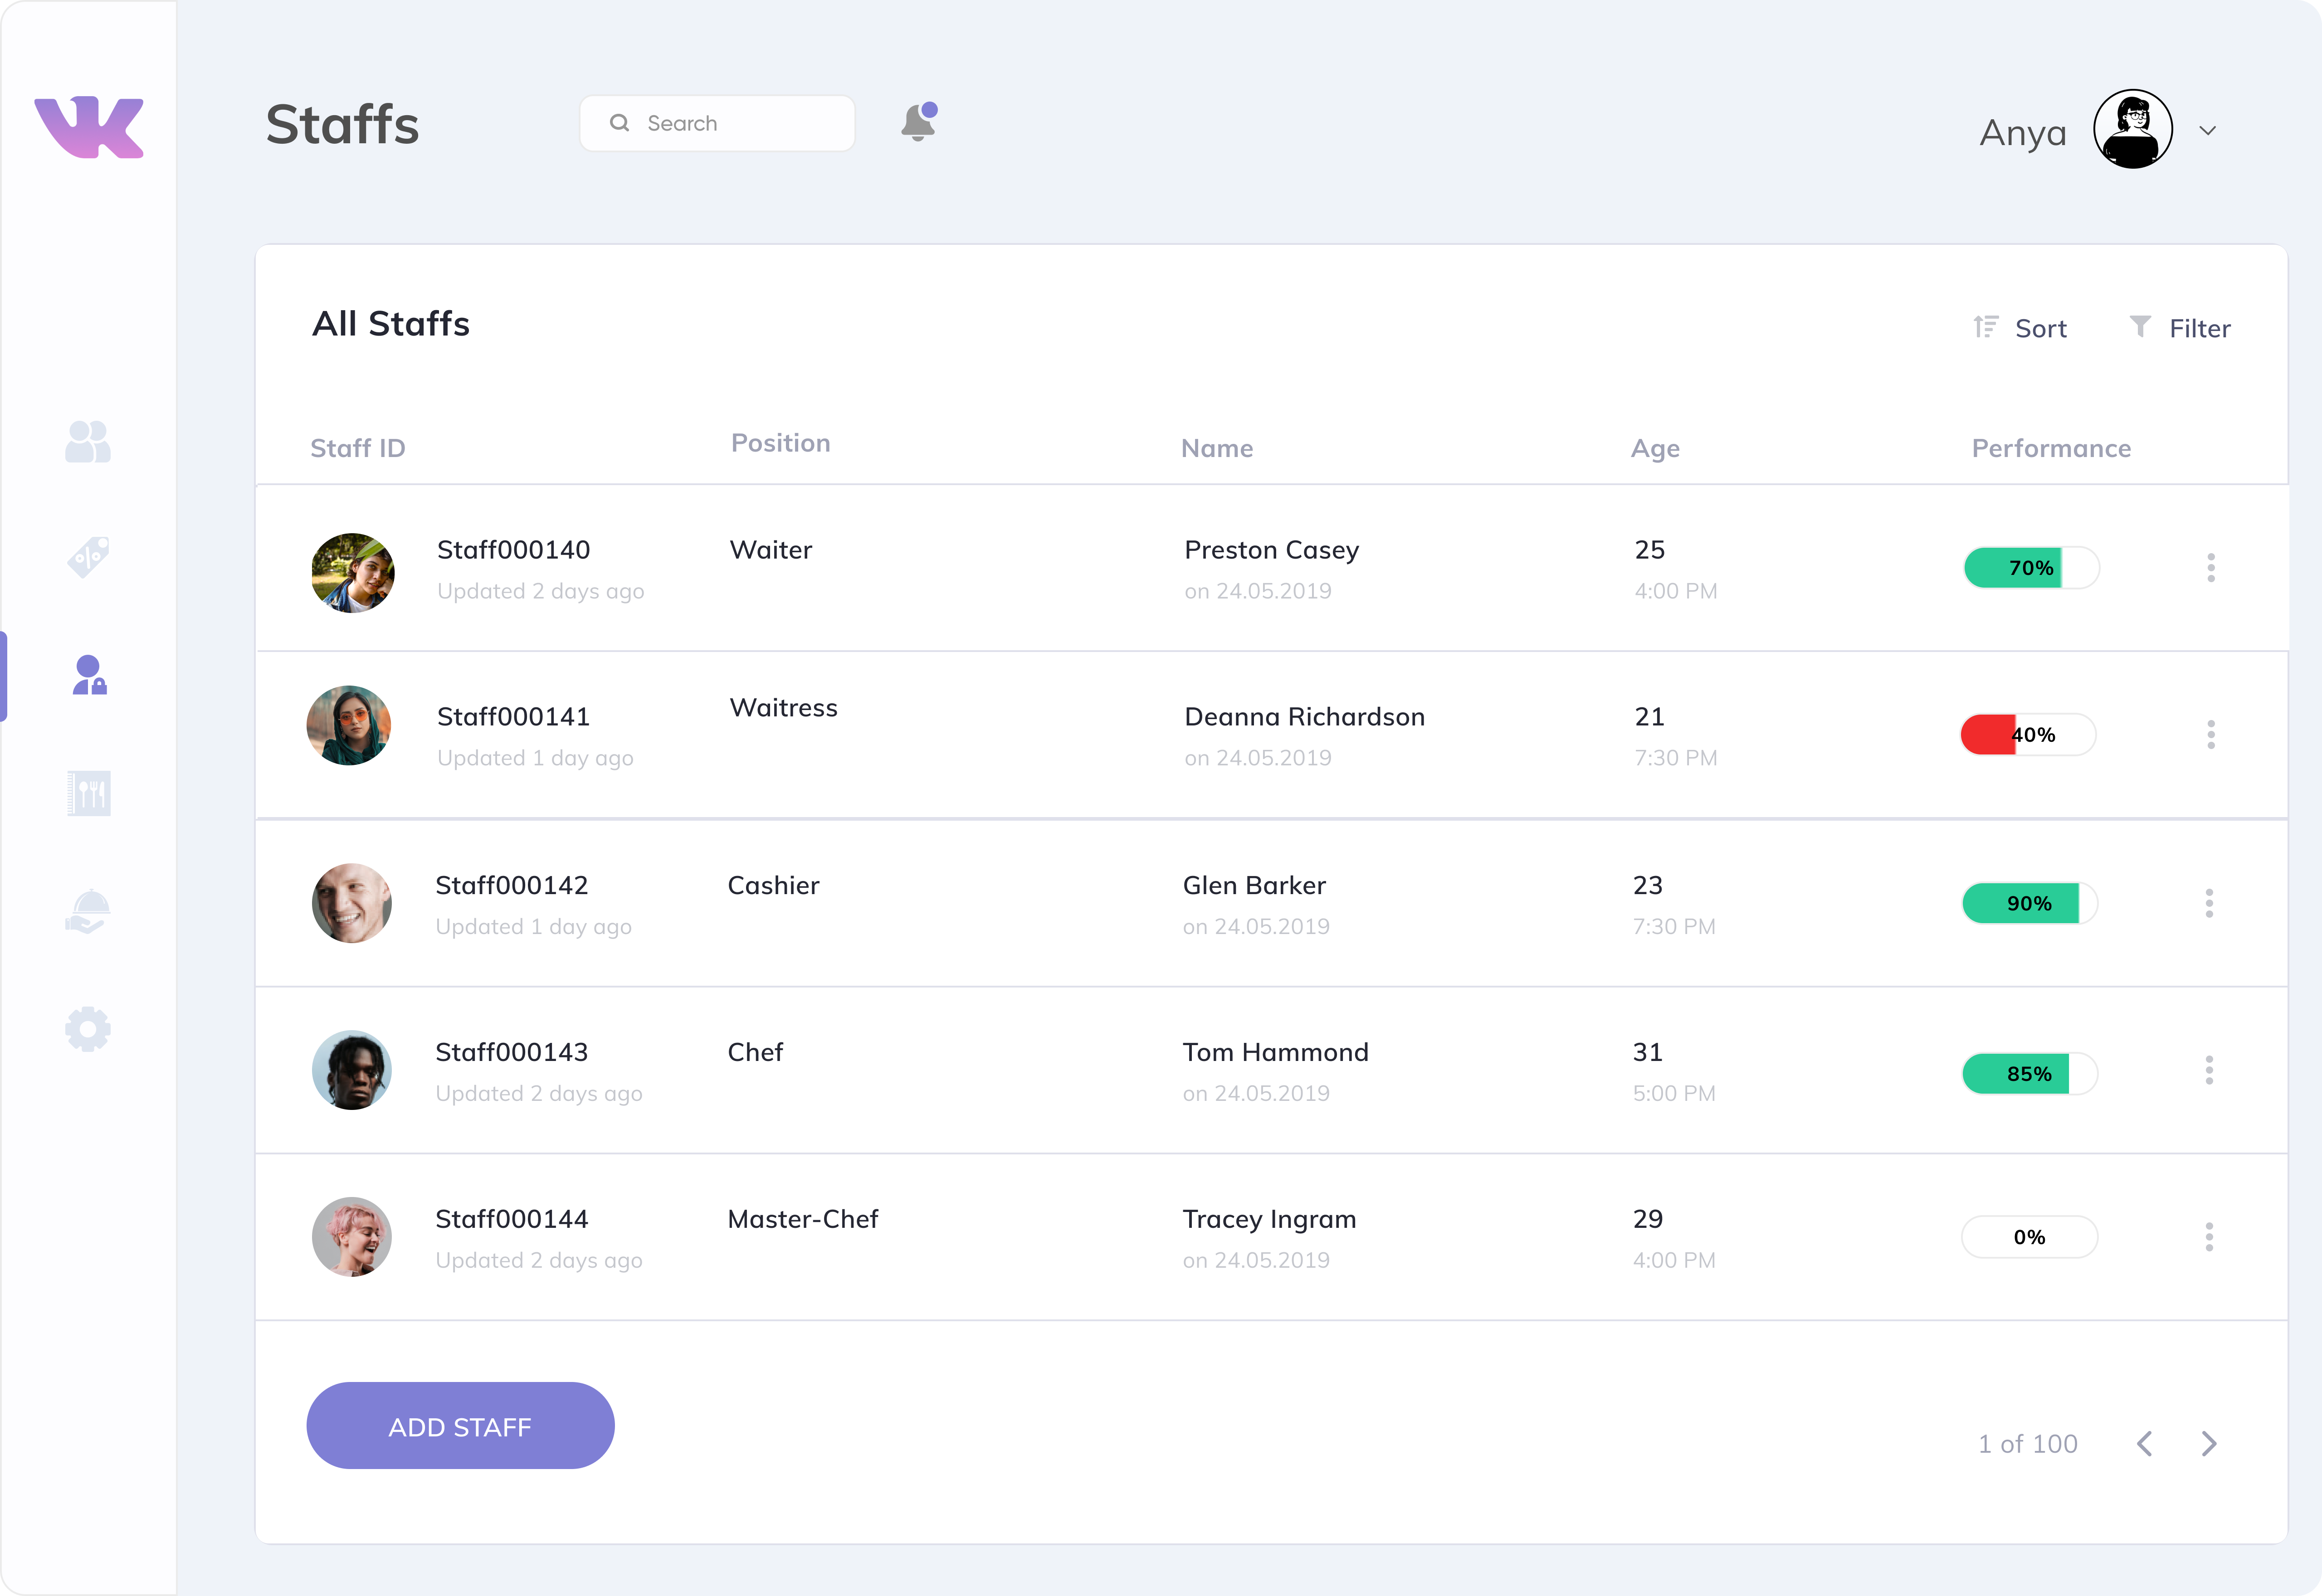 Staffs
Search
Anya
All Staffs
Sort
Filter
Staff ID
Position
Name
Age
Performance
Staff000140
Waiter
Preston Casey
25
70%
Updated 2 days ago
on 24.05.2019
4:00 PM
Staff000141
Waitress
Deanna Richardson
21
40%
Updated 1 day ago
on 24.05.2019
7:30 PM
Staff000142
Cashier
Glen Barker
23
90%
Updated 1 day ago
on 24.05.2019
7:30 PM
Staff000143
Chef
Tom Hammond
31
85%
Updated 2 days ago
on 24.05.2019
5:00 PM
Staff000144
Master-Chef
Tracey Ingram
29
0%
Updated 2 days ago
on 24.05.2019
4:00 PM
ADD STAFF
1 of 100